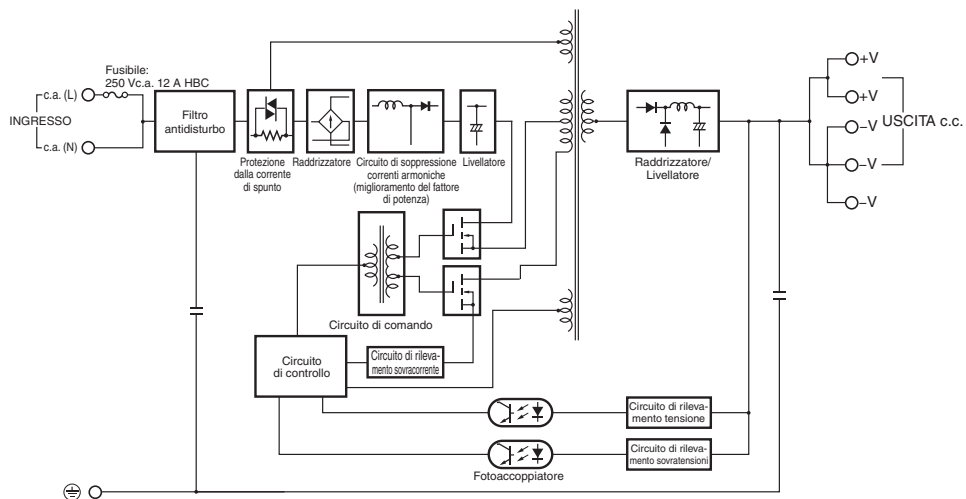 Fusibile:
250 Vc.a. 12 A HBC
c.a. (L)
INGRESSO
c.a. (N)
Filtro
antidisturbo
Protezione
dalla corrente
di spunto
Raddrizzatore
Circuito di soppressione
correnti armoniche
(miglioramento del fattore
di potenza)
Livellatore
Raddrizzatore/
Livellatore
+V
+V
−V
USCITA c.c.
−V
−V
Circuito di comando
Circuito
di controllo
Circuito di rileva-
mento sovracorrente
Circuito di rileva-
mento tensione
Circuito di rileva-
mento sovratensioni
Fotoaccoppiatore